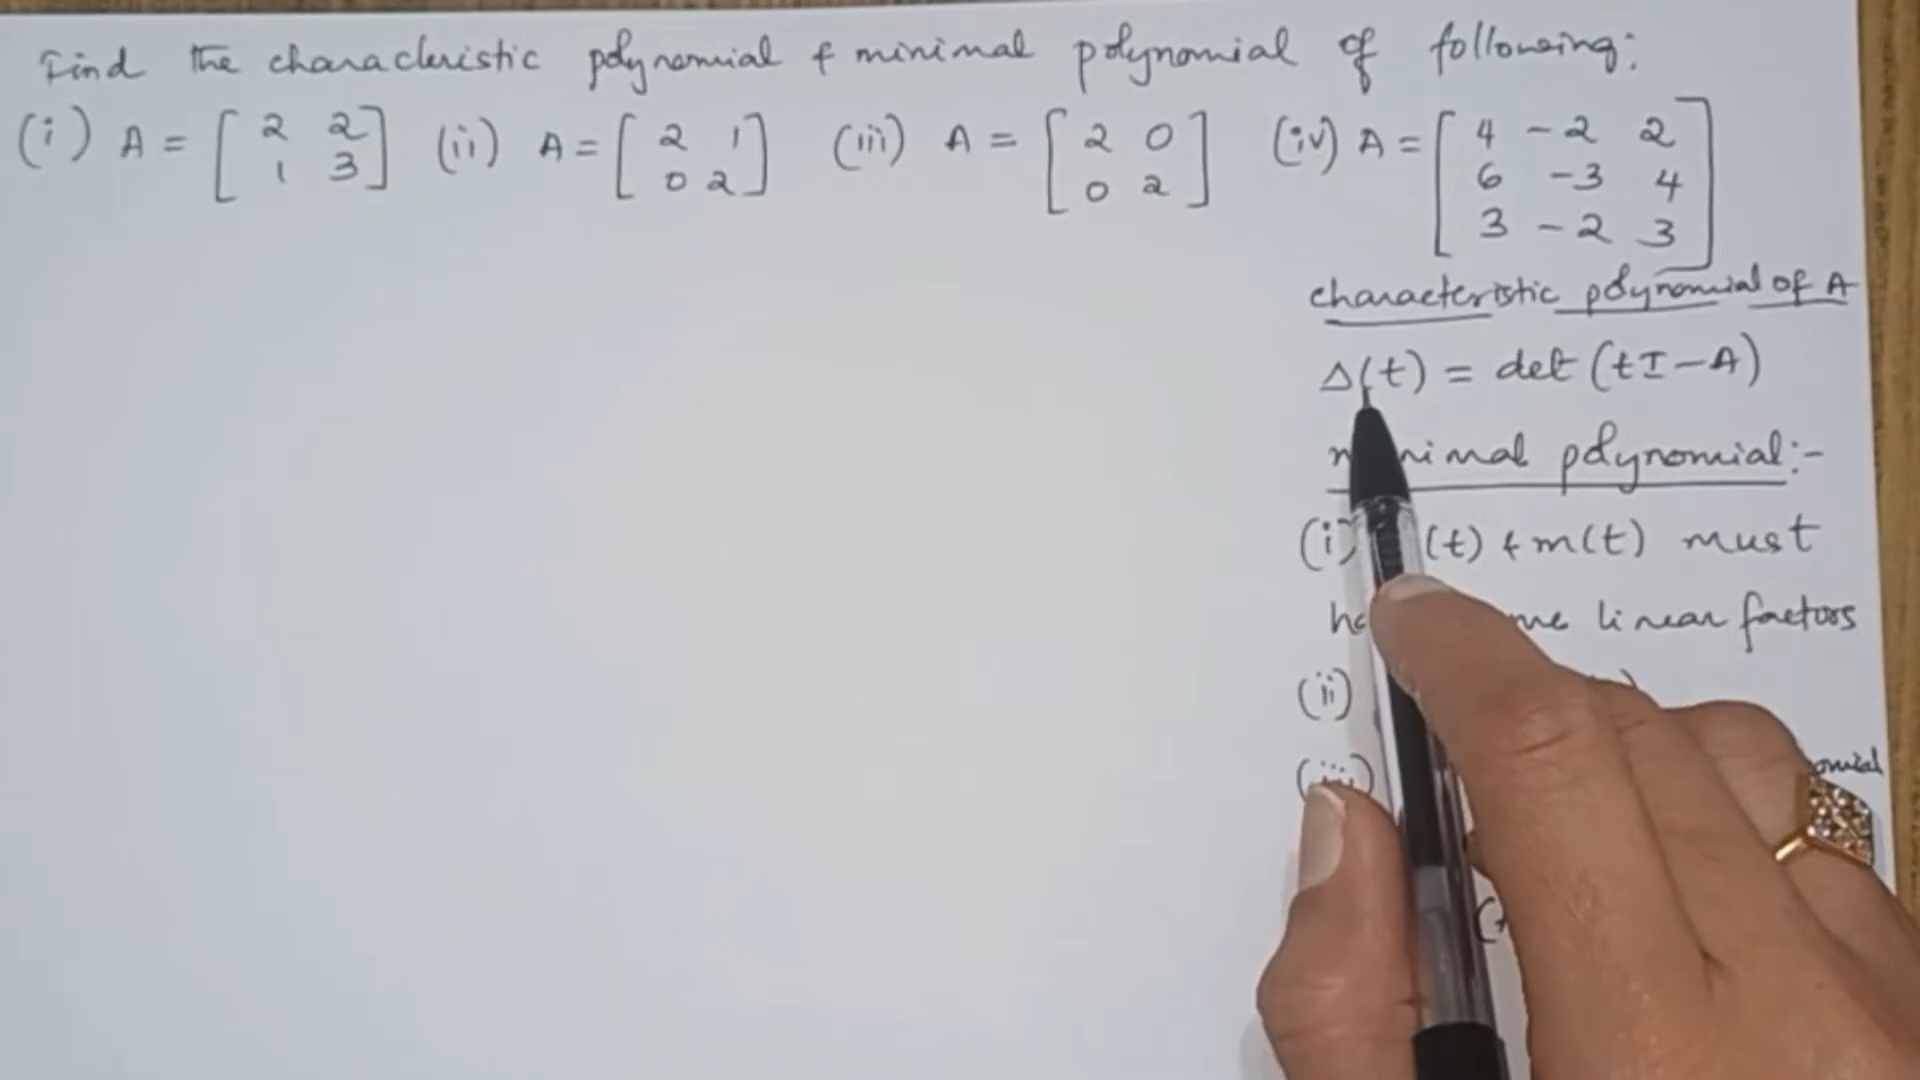 Find the characteristic polynomial & minimal polynomial of following:
(i) A = [ 2 2 (ii) A = [ 2 1 (iii) A = [ 2 0 (iv) A = [ 4 -2 2
1 3 ] 0 2 ] 0 2 ] 6 -3 4
3 -2 3 ]
characteristic polynomial of A
Δ(t) = det (tI - A)
polynomial :-
(i) (t) & m(t) must
linear factors
(ii)
(iii)